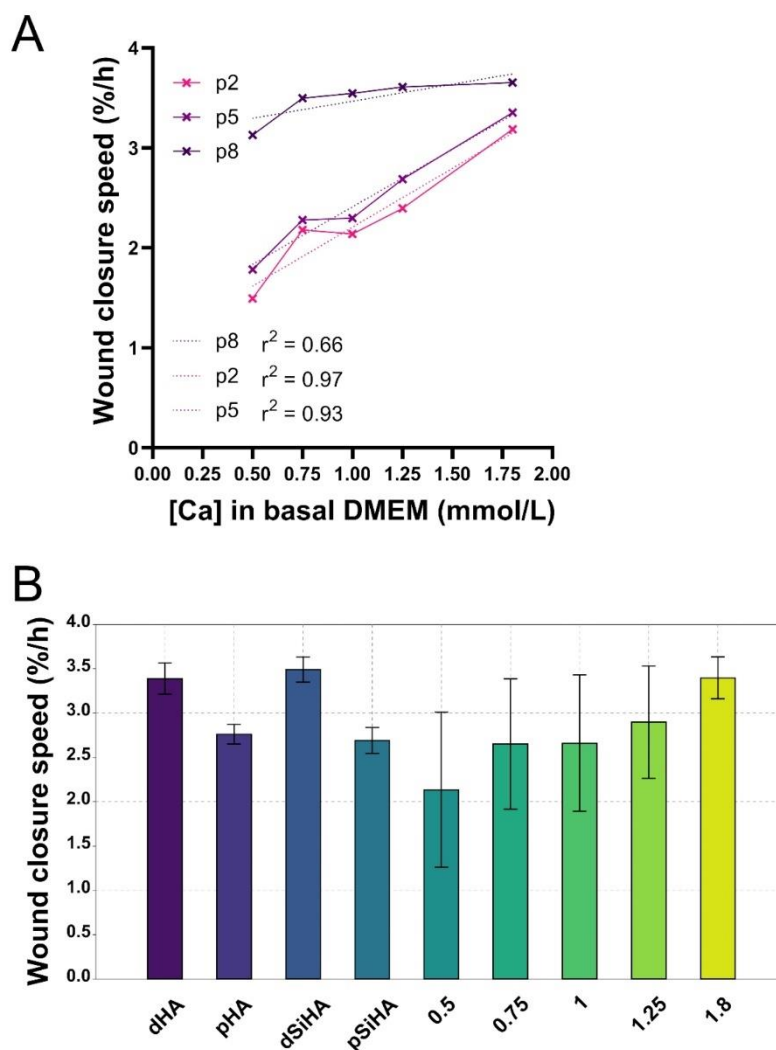 A
Wound closure speed (%/h)
4
3
2
1
0
p2
p5
p8
p8 r² = 0.66
p2 r² = 0.97
p5 r² = 0.93
0.00 0.25 0.50 0.75 1.00 1.25 1.50 1.75 2.00
[Ca] in basal DMEM (mmol/L)
B
Wound closure speed (%/h)
4.0
3.5
3.0
2.5
2.0
1.5
1.0
0.5
0.0
dHA pHA dSiHA pSiHA 0.5 0.75 1 1.25 1.8